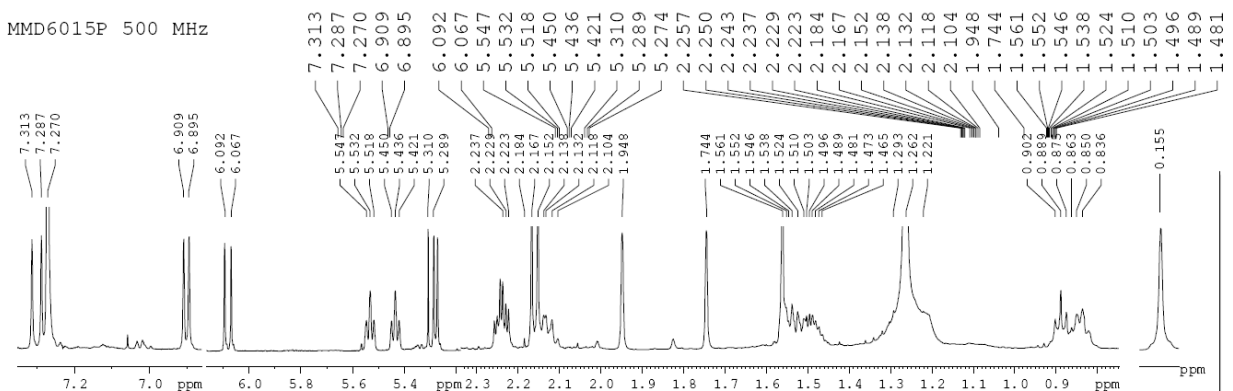 MMD6015P 500 MHz
7.313 7.287 7.270 6.909 6.895 6.092 6.067 5.547 5.532 5.518 5.450 5.436 5.421 5.310 5.289 5.274 2.257 2.250 2.243 2.237 2.229 2.223 2.184 2.167 2.152 2.138 2.132 2.118 2.104 1.948 1.744 1.561 1.552 1.546 1.538 1.524 1.510 1.503 1.496 1.489 1.481
7.313 7.287 7.270 6.909 6.895 6.092 6.067 5.547 5.532 5.518 5.450 5.436 5.421 5.310 5.289 2.237 2.229 2.223 2.184 2.167 2.152 2.138 2.132 2.118 2.104 1.948 1.744 1.561 1.552 1.546 1.538 1.524 1.510 1.503 1.496 1.489 1.481 1.473 1.465 1.293 1.262 1.221 0.902 0.889 0.875 0.863 0.850 0.836 0.155
7.2 7.0 ppm 6.0 5.8 5.6 5.4 ppm 2.3 2.2 2.1 2.0 1.9 1.8 1.7 1.6 1.5 1.4 1.3 1.2 1.1 1.0 0.9 ppm ppm